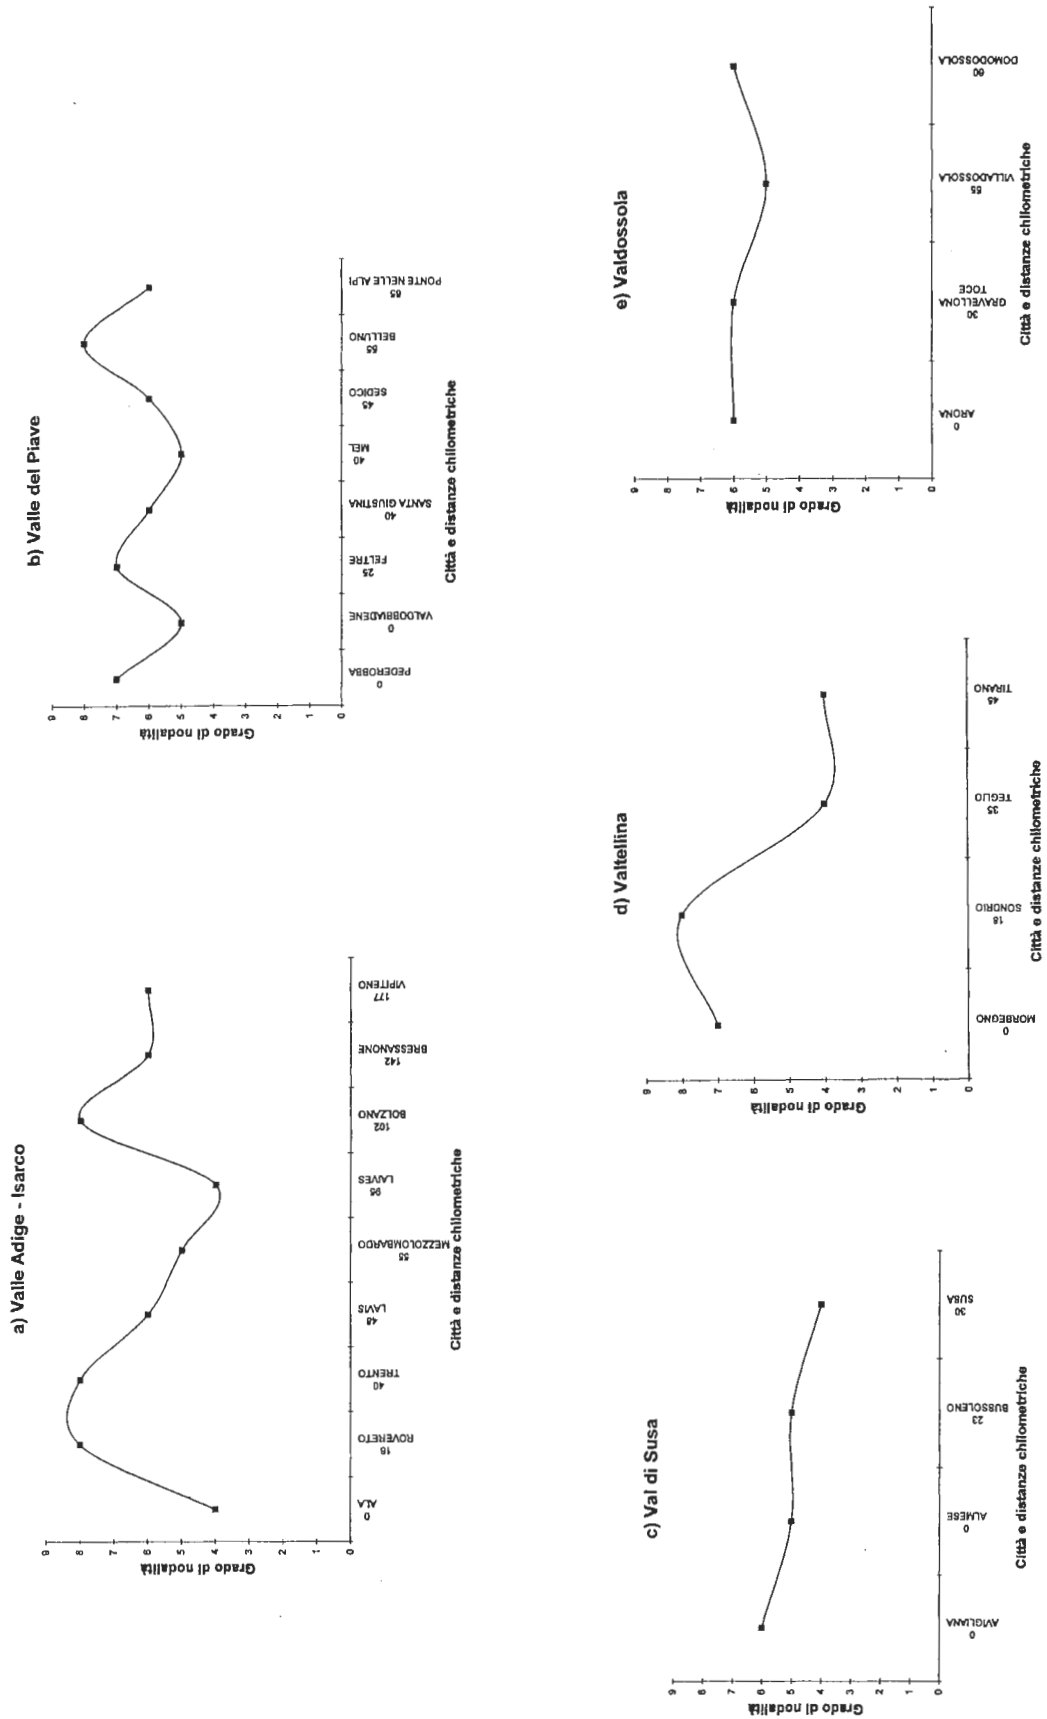 a) Valle Adige - Isarco
Grado di nodalità
9
8
7
6
5
4
3
2
1
0
ALA
0
ROVERETO
16
TRENTO
40
LAVIS
48
MEZZOLOMBARDO
55
LAIVES
95
BOLZANO
102
BRESSANONE
142
VIPITENO
177
Città e distanze chilometriche
b) Valle del Piave
Grado di nodalità
9
8
7
6
5
4
3
2
1
0
PEDEROBBA
0
VALDOBBIADENE
0
FELTRE
25
SANTA GIUSTINA
40
MEL
40
SEDICO
45
BELLUNO
55
PONTE NELLE ALPI
65
Città e distanze chilometriche
c) Val di Susa
Grado di nodalità
9
8
7
6
5
4
3
2
1
0
AVIGLIANA
0
ALMESE
0
BUSSOLENO
23
SUSA
30
Città e distanze chilometriche
d) Valtellina
Grado di nodalità
9
8
7
6
5
4
3
2
1
0
MORBEGNO
0
SONDRIO
18
TEGLIO
35
TIRANO
45
Città e distanze chilometriche
e) Valdossola
Grado di nodalità
9
8
7
6
5
4
3
2
1
0
ARONA
0
GRAVELLONA
TOCE
30
VILLADOSSOLA
55
DOMODOSSOLA
60
Città e distanze chilometriche